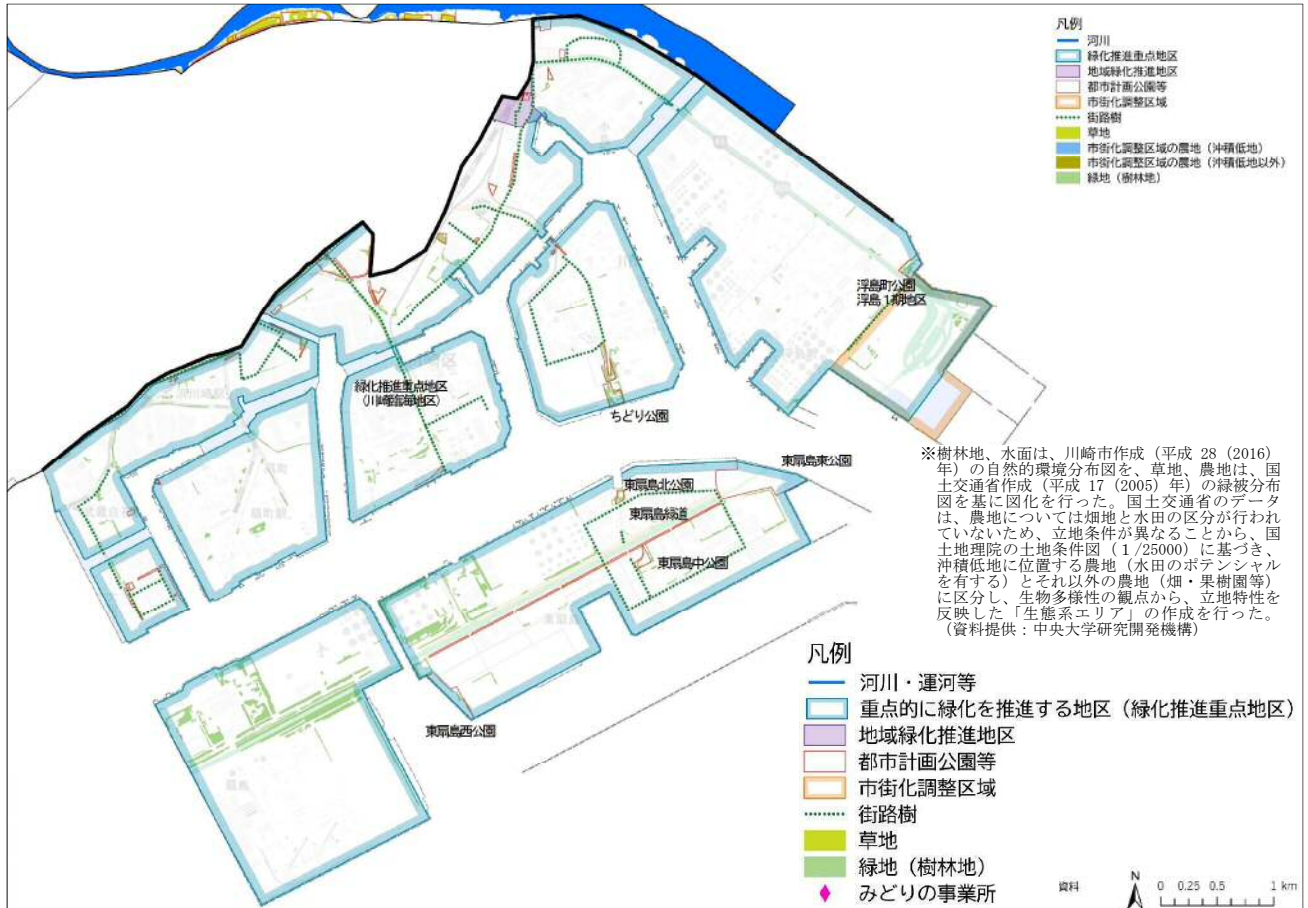 凡例
河川
緑化推進重点地区
地域緑化推進地区
都市計画公園等
市街化調整区域
街路樹
草地
市街化調整区域の農地（沖積低地）
市街化調整区域の農地（沖積低地以外）
緑地（樹林地）
浮島町公園
浮島1期地区
緑化推進重点地区
（川崎臨海地区）
ちどり公園
東扇島東公園
東扇島北公園
東扇島緑道
東扇島中公園
東扇島西公園
※樹林地、水面は、川崎市作成（平成 28（2016）
年）の自然的環境分布図を、草地、農地は、国
土交通省作成（平成 17（2005）年）の緑被分布
図を基に図化を行った。国土交通省のデータ
は、農地については畑地と水田の区分が行われ
ていないため、立地条件が異なることから、国
土地理院の土地条件図（１/25000）に基づき、
沖積低地に位置する農地（水田のポテンシャル
を有する）とそれ以外の農地（畑・果樹園等）
に区分し、生物多様性の観点から、立地特性を
反映した「生態系エリア」の作成を行った。
（資料提供：中央大学研究開発機構）
凡例
河川・運河等
重点的に緑化を推進する地区（緑化推進重点地区）
地域緑化推進地区
都市計画公園等
市街化調整区域
街路樹
草地
緑地（樹林地）
みどりの事業所
資料
N
0 0.25 0.5 1 km